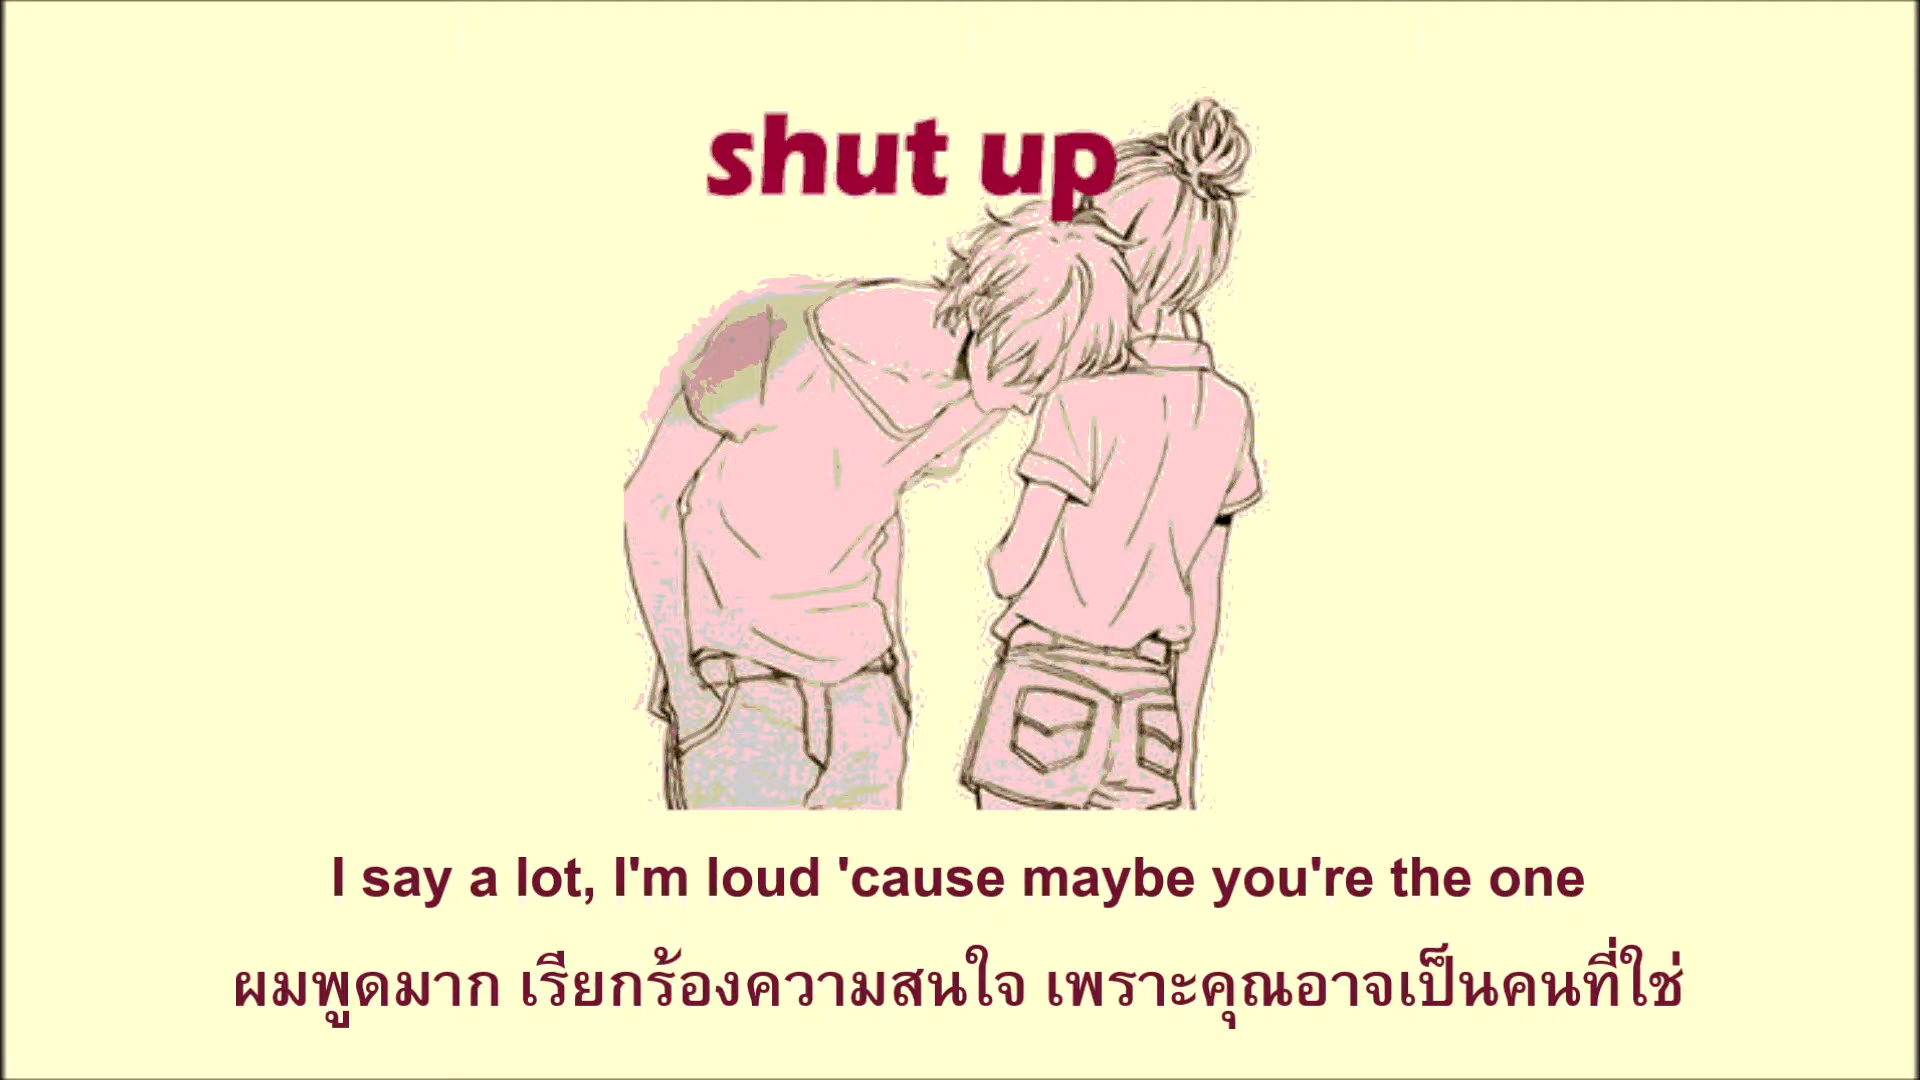 shut up
I say a lot, I'm loud 'cause maybe you're the one
ผมพูดมาก เรียกร้องความสนใจ เพราะคุณอาจเป็นคนที่ใช่